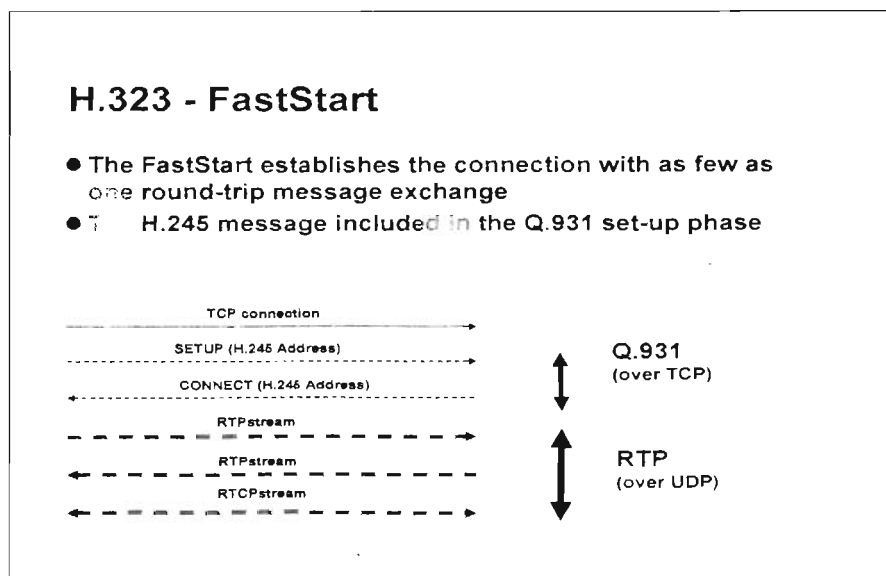 H.323 - FastStart
● The FastStart establishes the connection with as few as
one round-trip message exchange
● T H.245 message included in the Q.931 set-up phase
TCP connection
SETUP (H.245 Address)
CONNECT (H.245 Address)
Q.931
(over TCP)
RTPstream
RTPstream
RTCPstream
RTP
(over UDP)